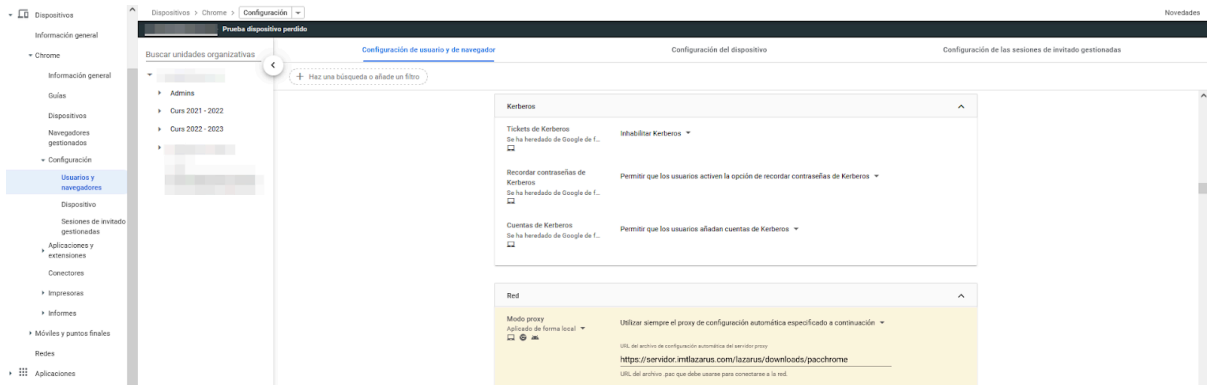 Dispositivos
Información general
Chrome
Información general
Guías
Dispositivos
Navegadores
gestionados
Configuración
Usuarios y
navegadores
Dispositivo
Sesiones de invitado
gestionadas
Aplicaciones y
extensiones
Conectores
Impresoras
Informes
Móviles y puntos finales
Redes
Aplicaciones
Dispositivos > Chrome > Configuración
Novedades
Prueba dispositivo perdido
Buscar unidades organizativas
Admins
Curs 2021 - 2022
Curs 2022 - 2023
Configuración de usuario y de navegador
Configuración del dispositivo
Configuración de las sesiones de invitado gestionadas
+ Haz una búsqueda o añade un filtro
Kerberos
Tickets de Kerberos
Se ha heredado de Google de f...
Inhabilitar Kerberos
Recordar contraseñas de
Kerberos
Se ha heredado de Google de f...
Permitir que los usuarios activen la opción de recordar contraseñas de Kerberos
Cuentas de Kerberos
Se ha heredado de Google de f...
Permitir que los usuarios añadan cuentas de Kerberos
Red
Modo proxy
Aplicado de forma local
Utilizar siempre el proxy de configuración automática especificado a continuación
URL del archivo de configuración automática del servidor proxy
https://servidor.imtlazarus.com/lazarus/downloads/pacchrome
URL del archivo .pac que debe usarse para conectarse a la red.